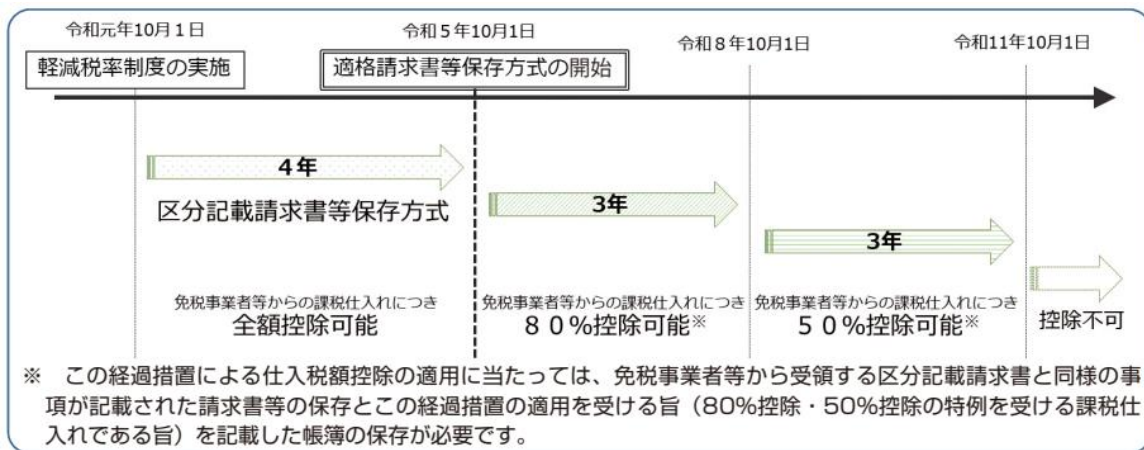 令和元年10月１日
令和５年10月1日
令和８年10月1日
令和11年10月1日
軽減税率制度の実施
適格請求書等保存方式の開始
４年
区分記載請求書等保存方式
3年
3年
免税事業者等からの課税仕入れにつき
全額控除可能
免税事業者等からの課税仕入れにつき
８０％控除可能※
免税事業者等からの課税仕入れにつき
５０％控除可能※
控除不可
※　この経過措置による仕入税額控除の適用に当たっては、免税事業者等から受領する区分記載請求書と同様の事
項が記載された請求書等の保存とこの経過措置の適用を受ける旨（80％控除・50％控除の特例を受ける課税仕
入れである旨）を記載した帳簿の保存が必要です。